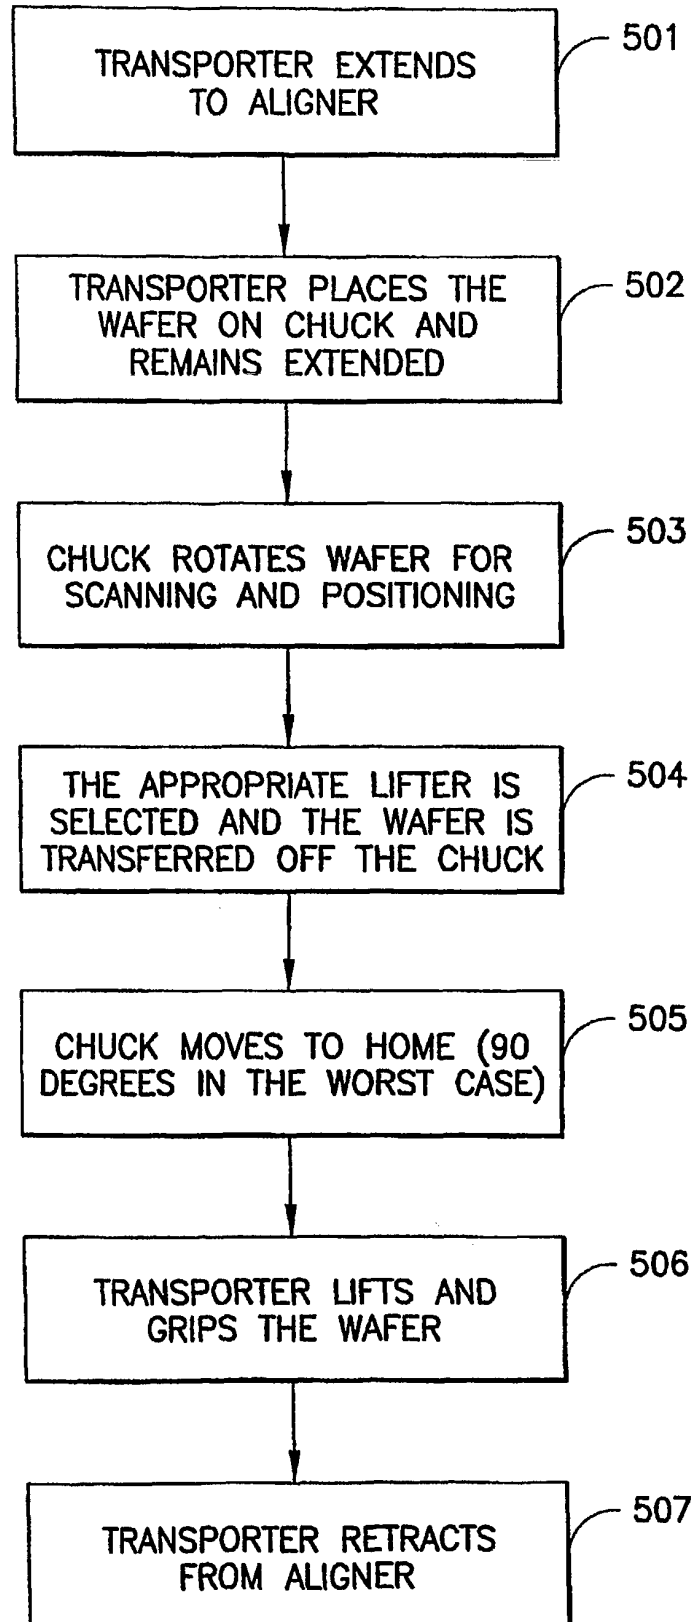 TRANSPORTER EXTENDS
TO ALIGNER
501
TRANSPORTER PLACES THE
WAFER ON CHUCK AND
REMAINS EXTENDED
502
CHUCK ROTATES WAFER FOR
SCANNING AND POSITIONING
503
THE APPROPRIATE LIFTER IS
SELECTED AND THE WAFER IS
TRANSFERRED OFF THE CHUCK
504
CHUCK MOVES TO HOME (90
DEGREES IN THE WORST CASE)
505
TRANSPORTER LIFTS AND
GRIPS THE WAFER
506
TRANSPORTER RETRACTS
FROM ALIGNER
507